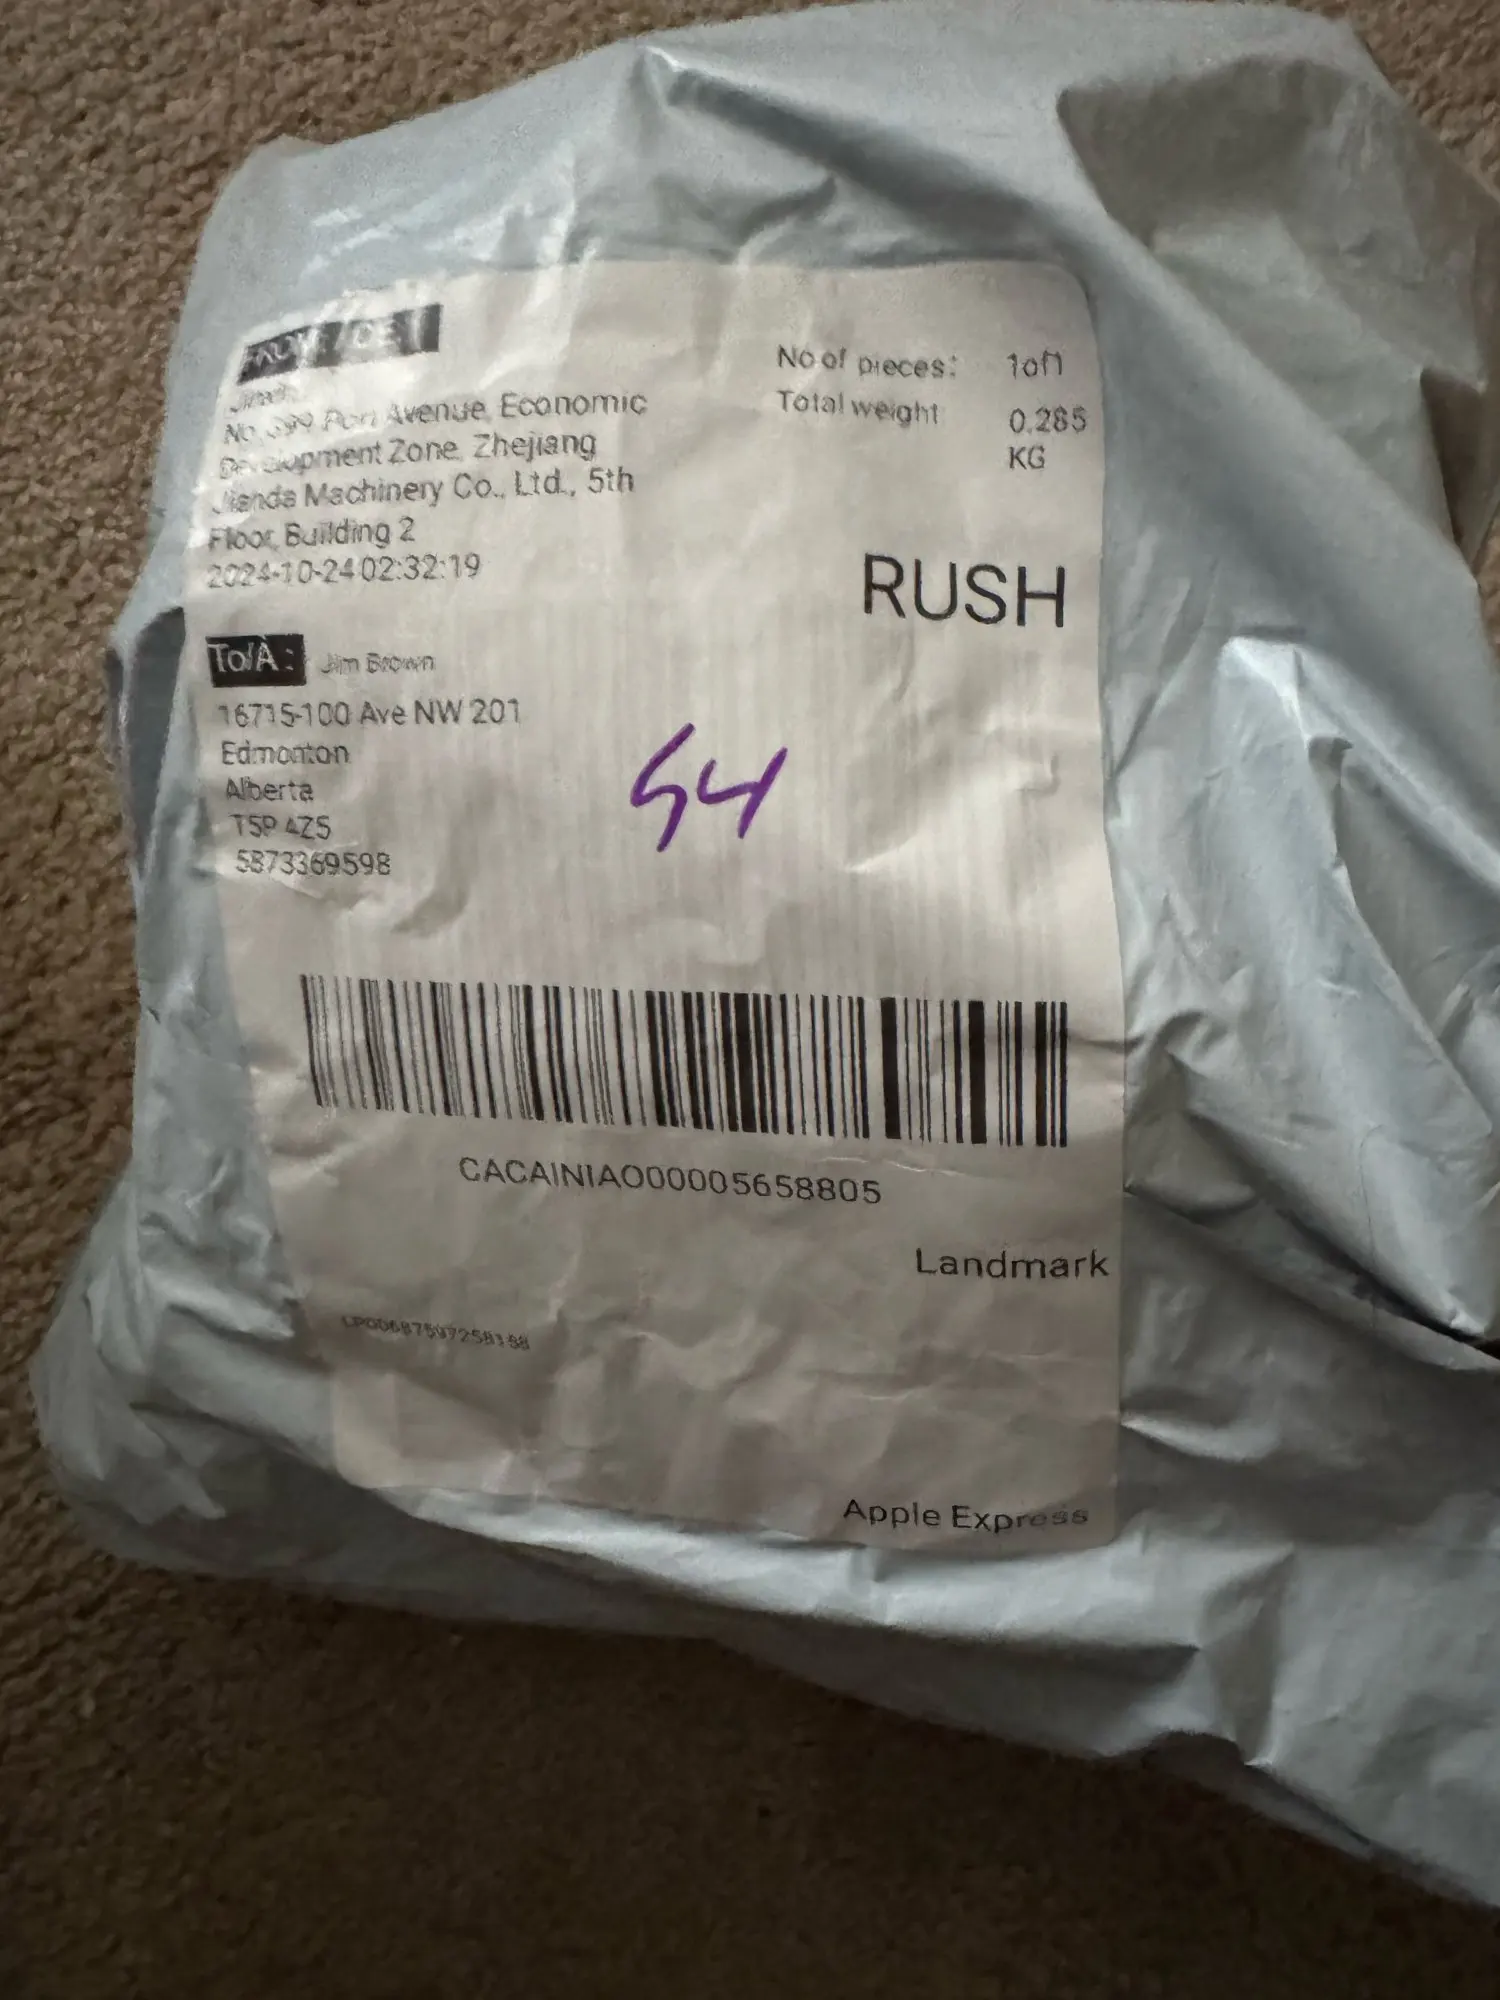 No of pieces: 1of1
Total weight 0.285
KG
Avenue, Economic
Development Zone, Zhejiang
Jianda Machinery Co., Ltd., 5th
Floor, Building 2
2024-10-24 02:32:19
RUSH
To/A : Jim Brown
16715-100 Ave NW 201
Edmonton
Alberta
T5P 4Z5
5873369598
54
CACAINIAO00005658805
Landmark
Apple Express